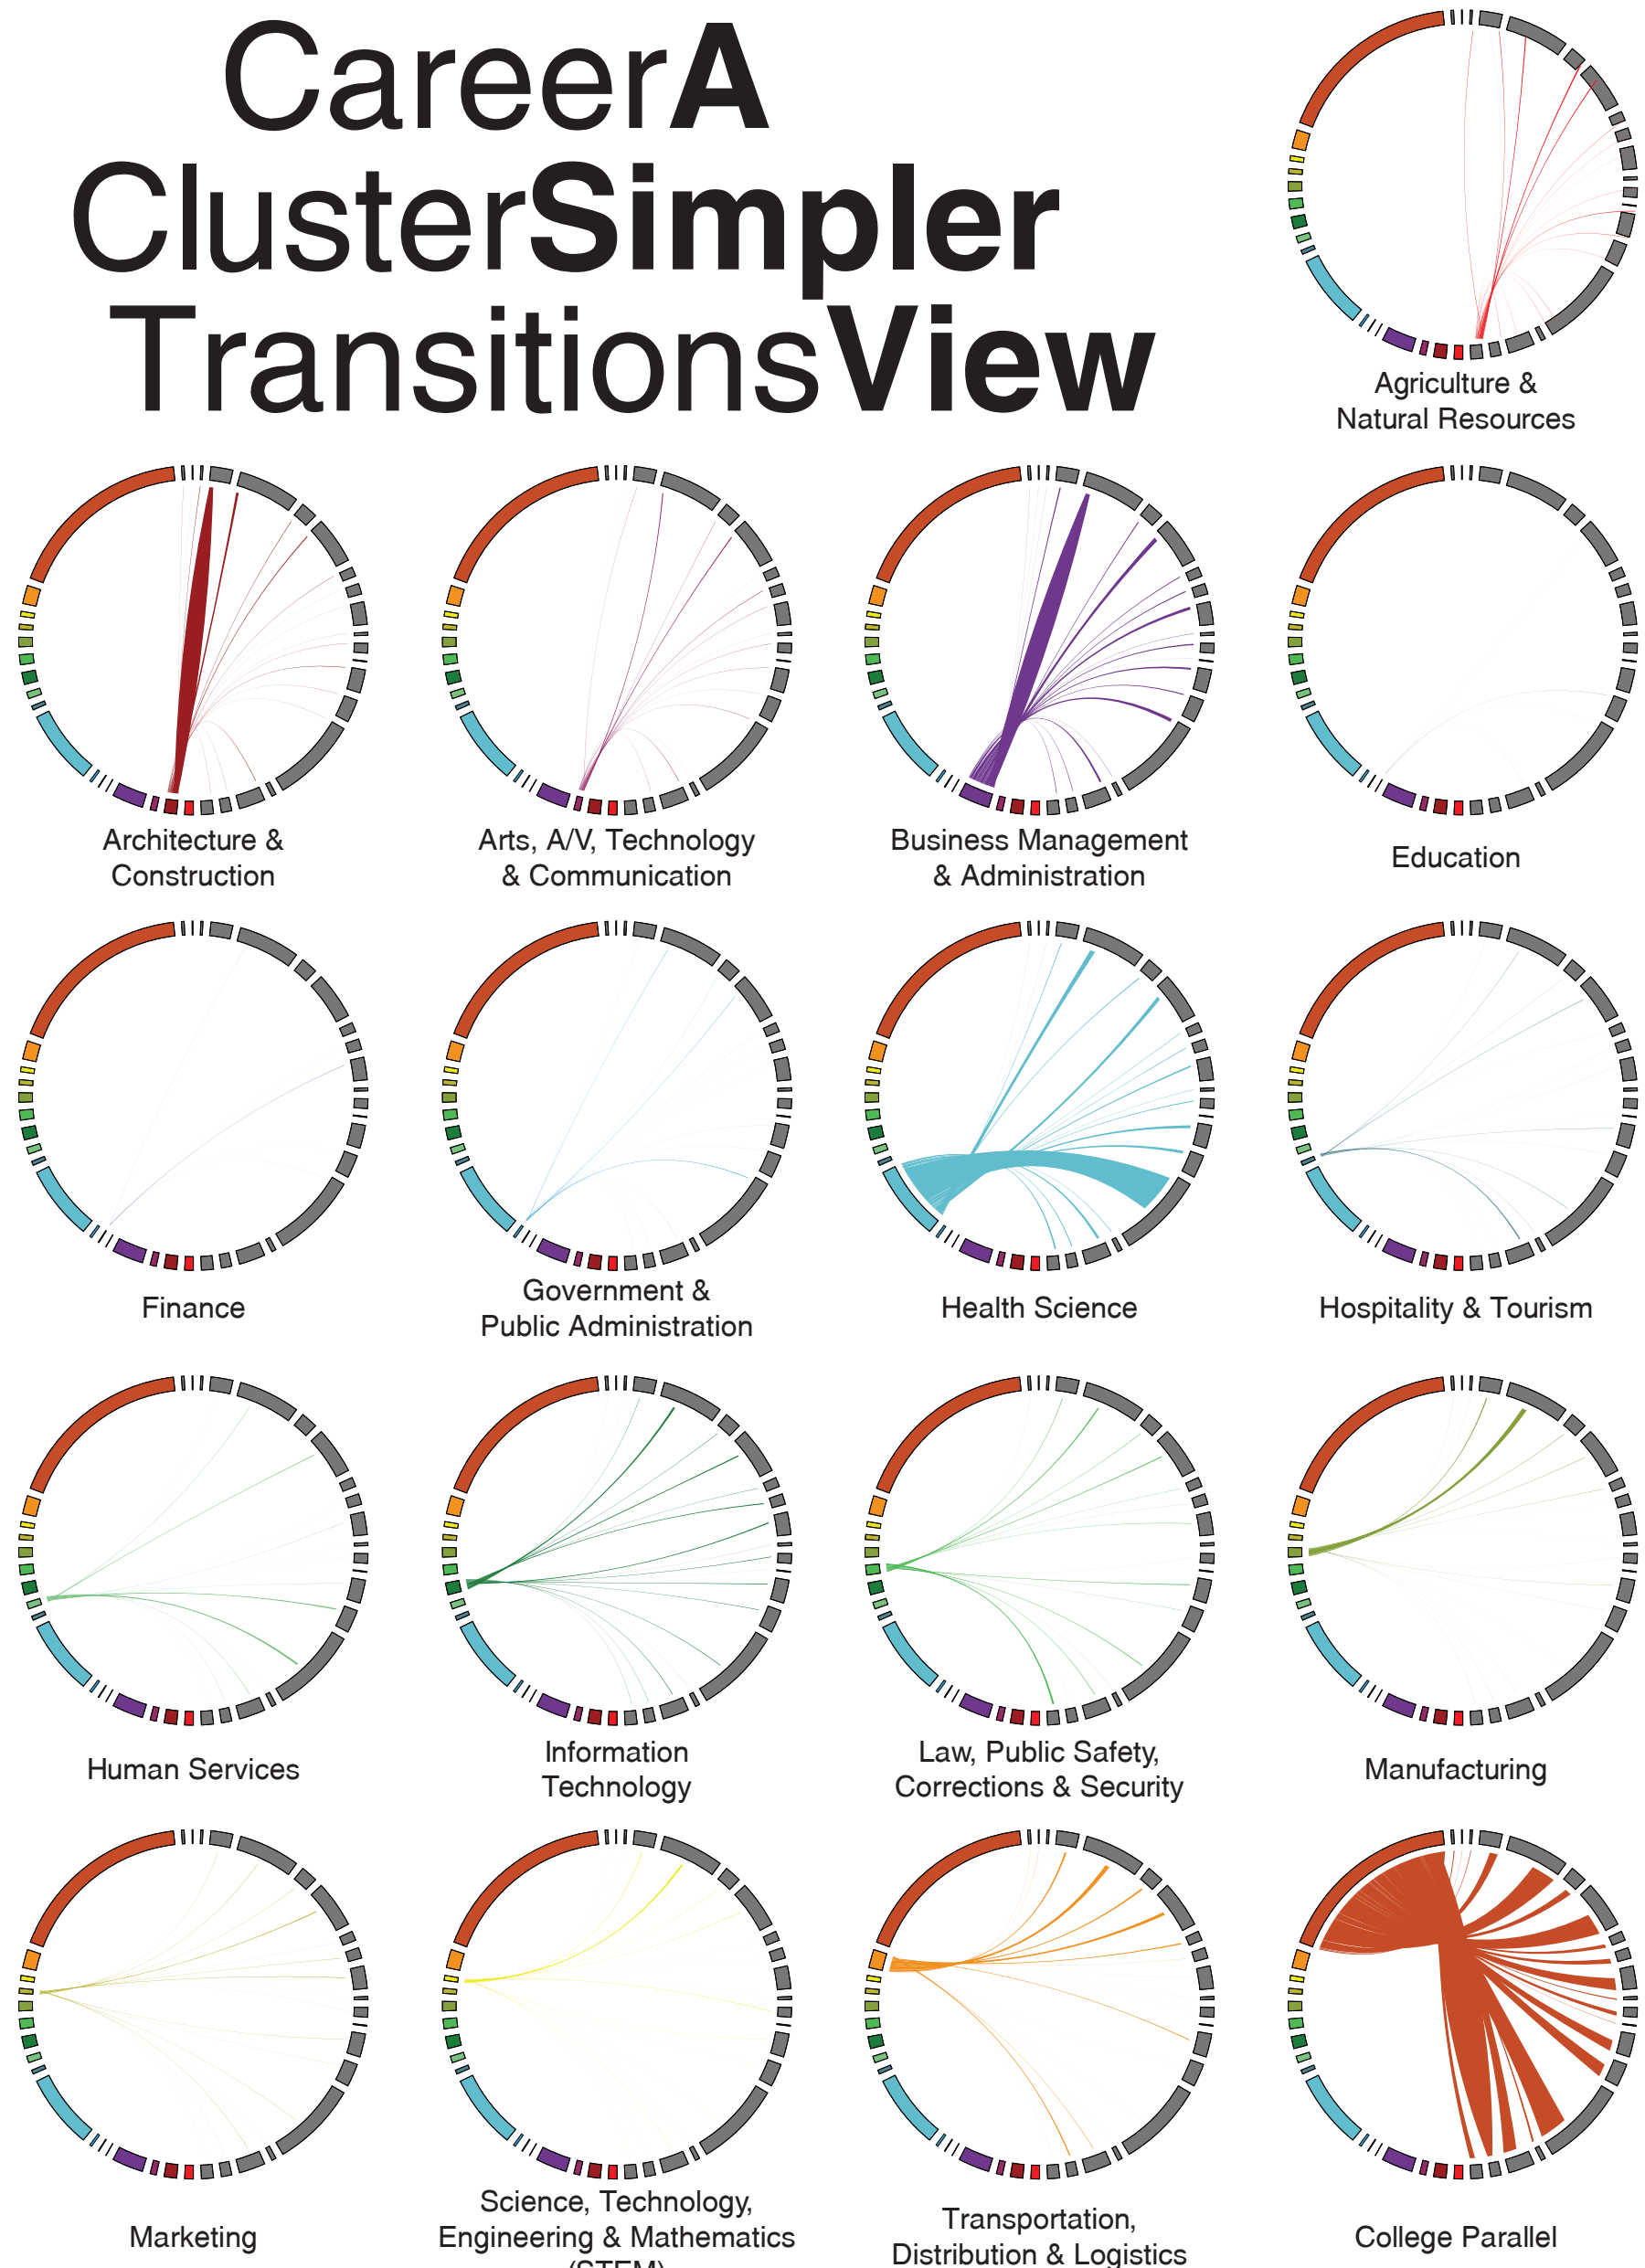 CareerA
ClusterSimpler
TransitionsView
Agriculture &
Natural Resources
Architecture &
Construction
Arts, A/V, Technology
& Communication
Business Management
& Administration
Education
Finance
Government &
Public Administration
Health Science
Hospitality & Tourism
Human Services
Information
Technology
Law, Public Safety,
Corrections & Security
Manufacturing
Marketing
Science, Technology,
Engineering & Mathematics
(STEM)
Transportation,
Distribution & Logistics
College Parallel